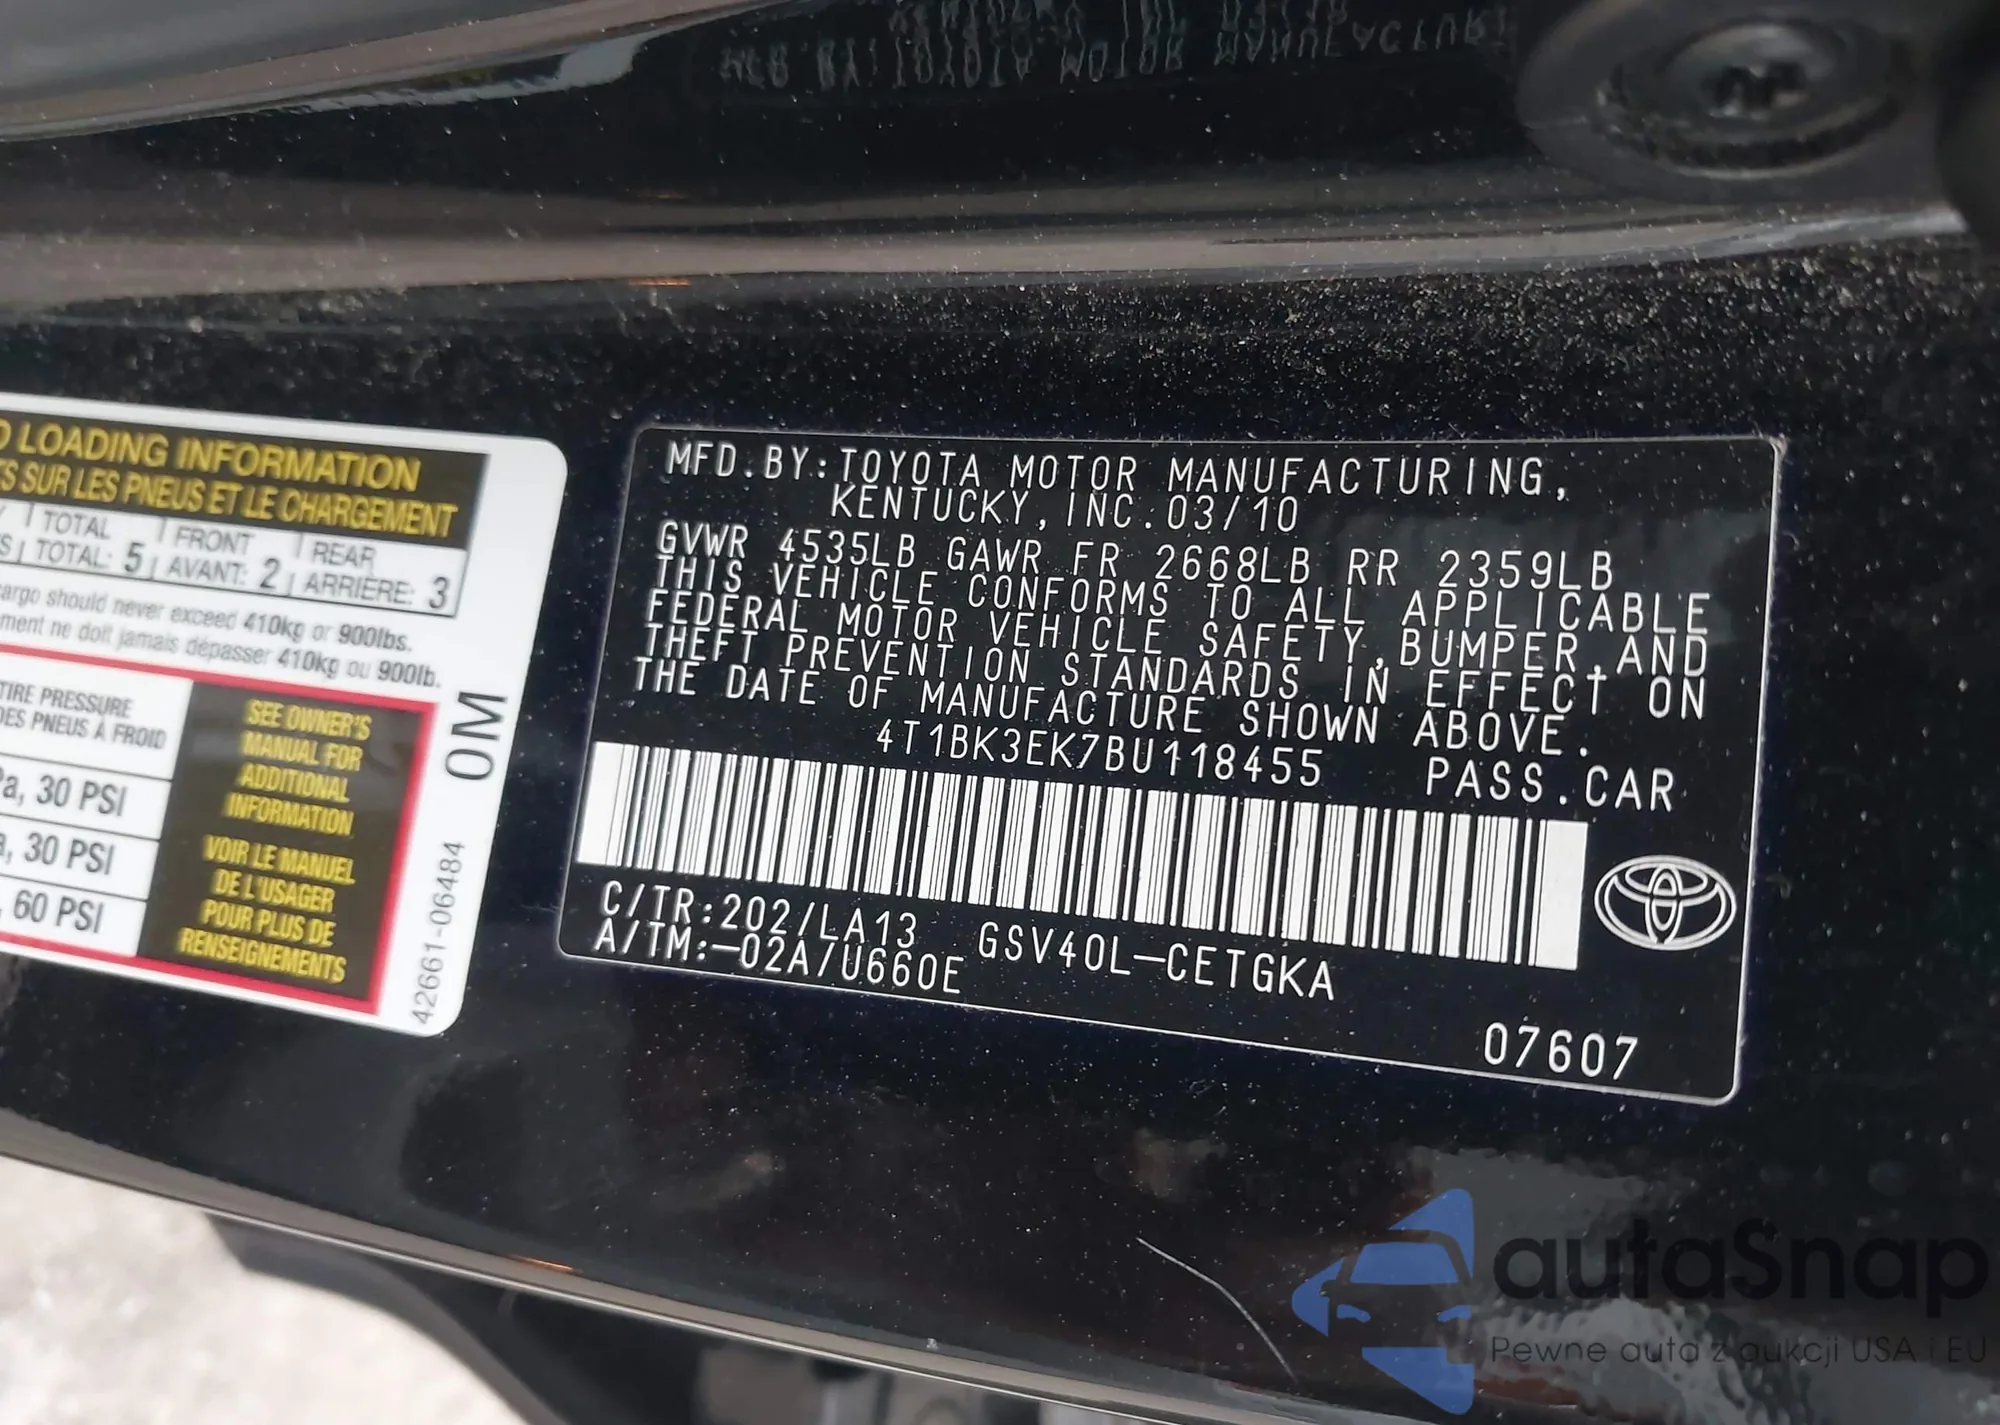 D LOADING INFORMATION
TS SUR LES PNEUS ET LE CHARGEMENT
TOTAL FRONT REAR
TOTAL: 5 AVANT: 2 ARRIÈRE: 3
cargo should never exceed 410kg or 900lbs.
ment ne doit jamais dépasser 410kg ou 900lb.
TIRE PRESSURE
DES PNEUS À FROID
Pa, 30 PSI
a, 30 PSI
, 60 PSI
SEE OWNER'S
MANUAL FOR
ADDITIONAL
INFORMATION
VOIR LE MANUEL
DE L'USAGER
POUR PLUS DE
RENSEIGNEMENTS
42661-06484 0M
MFD.BY:TOYOTA MOTOR MANUFACTURING,
KENTUCKY,INC.03/10
GVWR 4535LB GAWR FR 2668LB RR 2359LB
THIS VEHICLE CONFORMS TO ALL APPLICABLE
FEDERAL MOTOR VEHICLE SAFETY,BUMPER,AND
THEFT PREVENTION STANDARDS IN EFFECT ON
THE DATE OF MANUFACTURE SHOWN ABOVE.
4T1BK3EK7BU118455 PASS.CAR
C/TR:202/LA13 GSV40L-CETGKA
A/TM:-02A/U660E
07607
autaSnap
Pewne auta z aukcji USA i EU